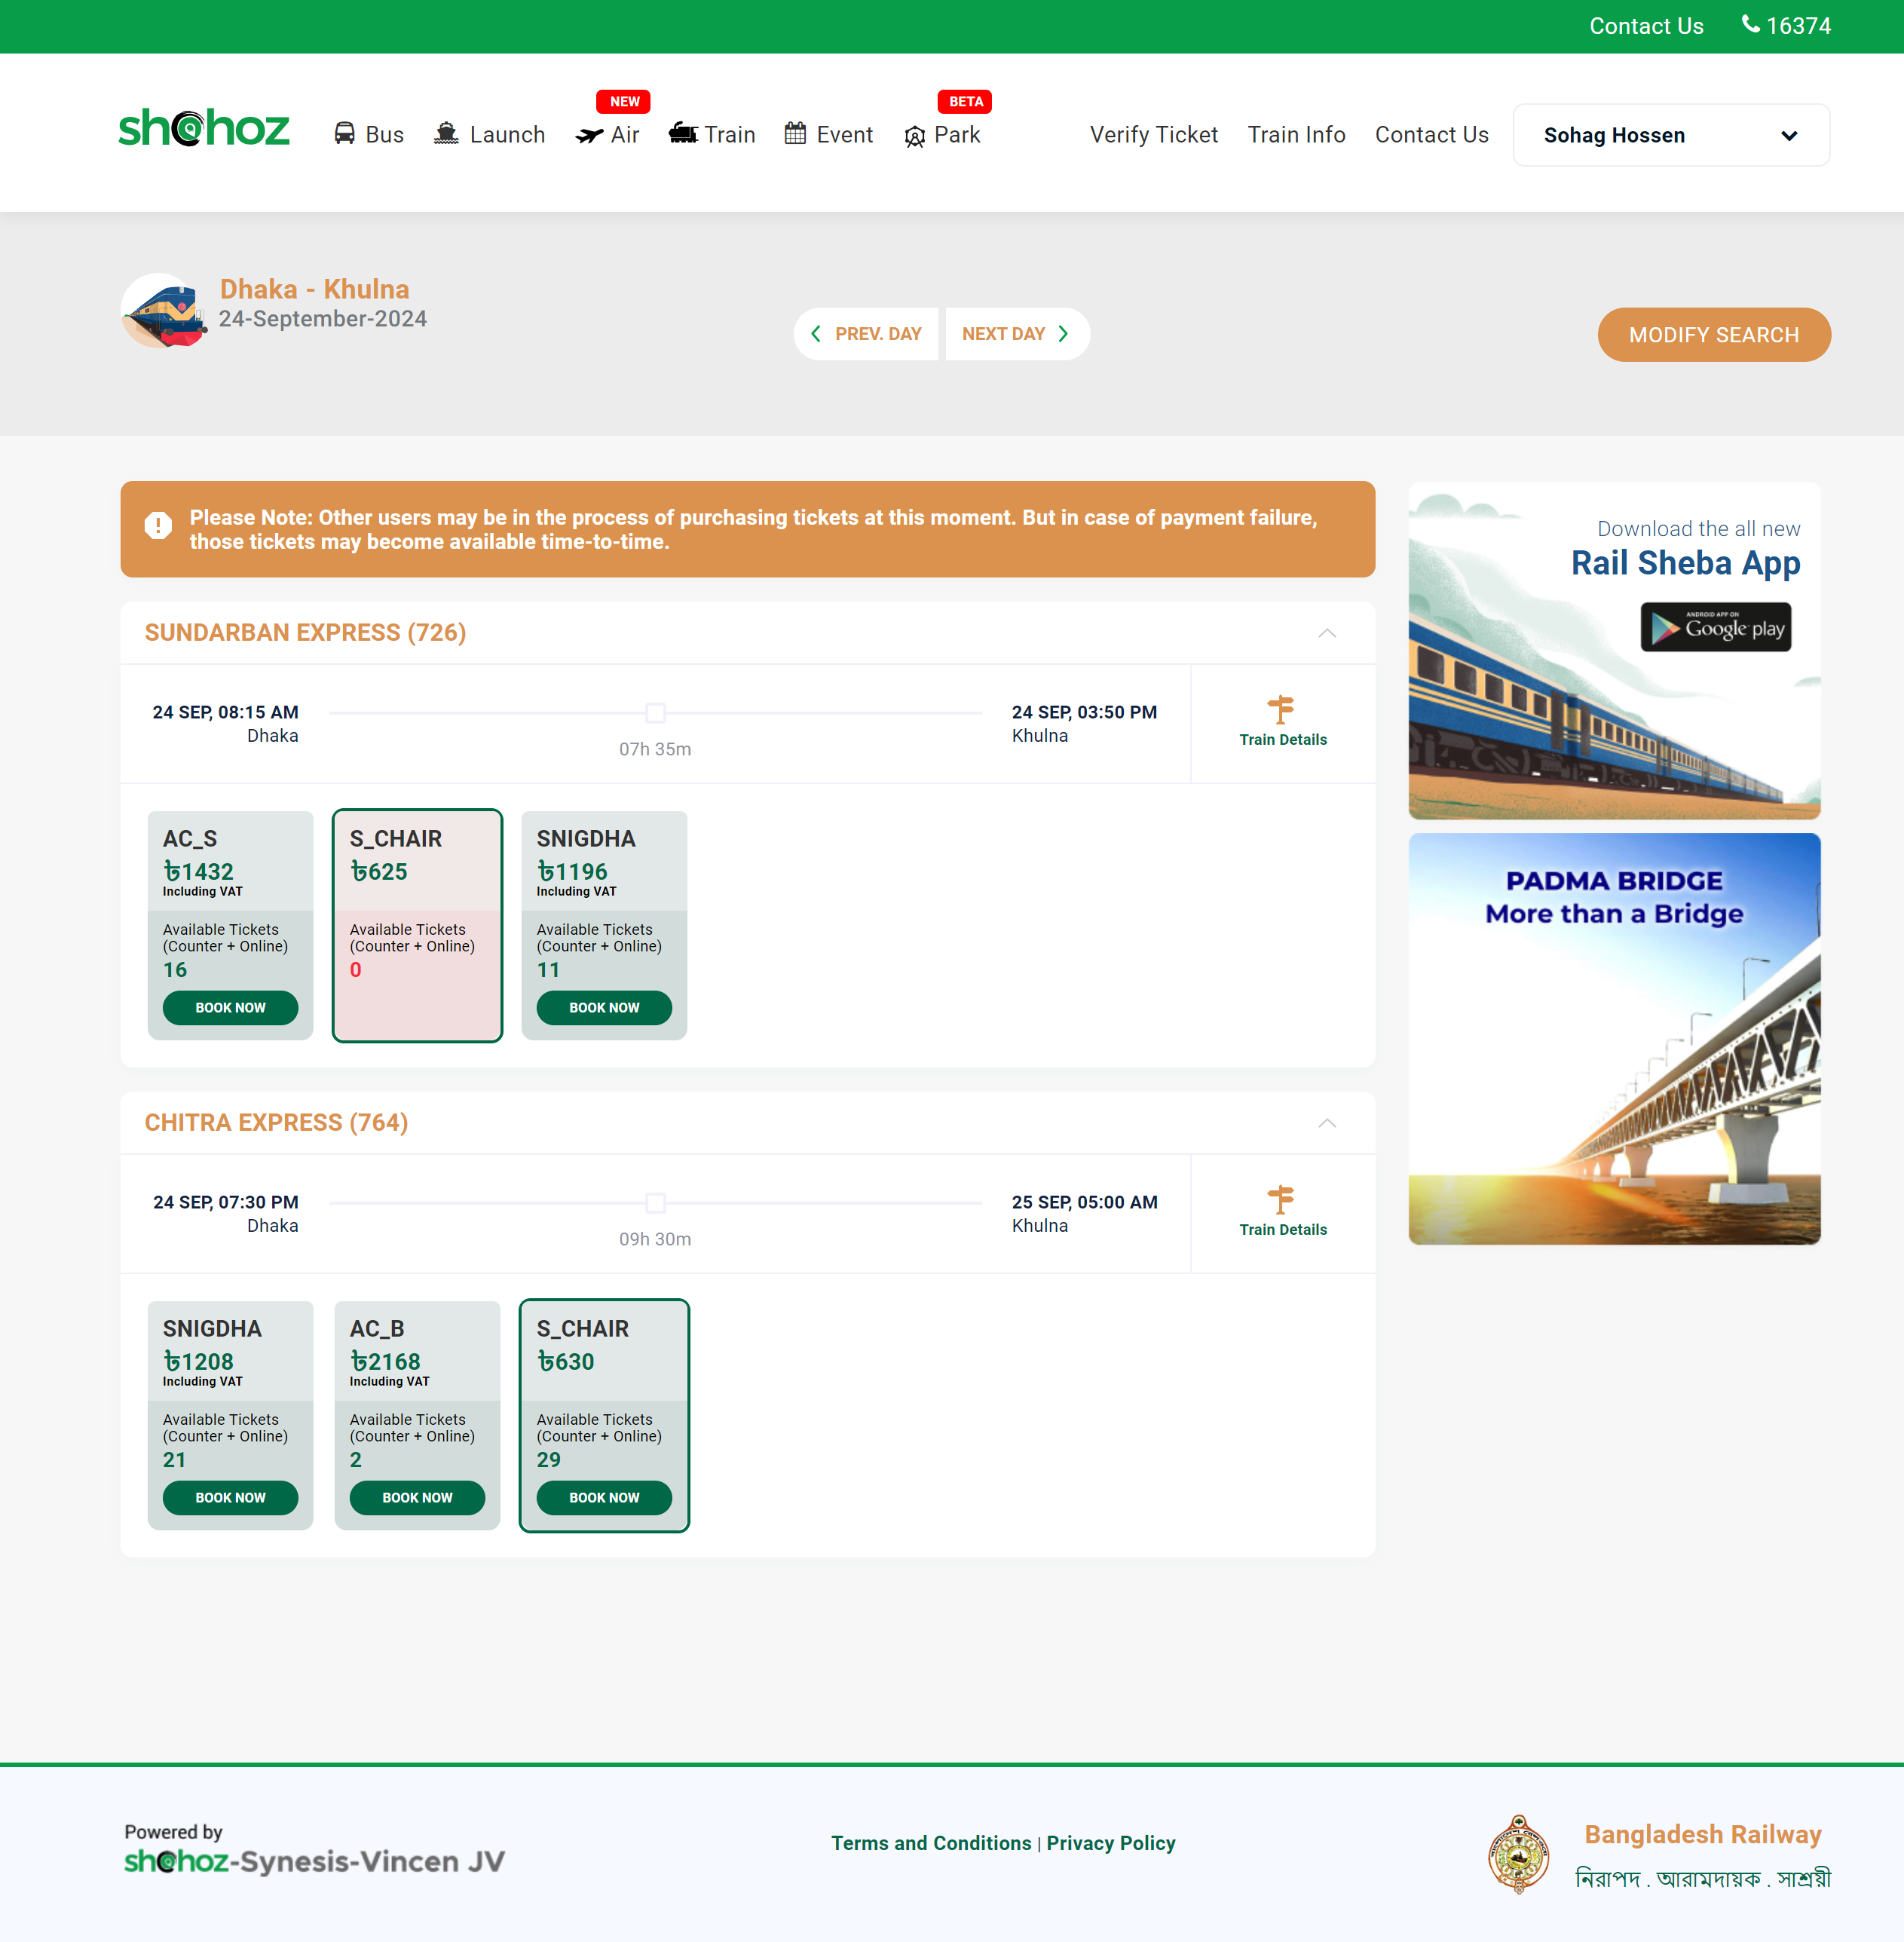 Contact Us 16374
shohoz
Bus
Launch
NEW
Air
Train
Event
BETA
Park
Verify Ticket
Train Info
Contact Us
Sohag Hossen
Dhaka - Khulna
24-September-2024
PREV. DAY
NEXT DAY
MODIFY SEARCH
Please Note: Other users may be in the process of purchasing tickets at this moment. But in case of payment failure,
those tickets may become available time-to-time.
SUNDARBAN EXPRESS (726)
24 SEP, 08:15 AM
Dhaka
07h 35m
24 SEP, 03:50 PM
Khulna
Train Details
AC_S
৳1432
Including VAT
Available Tickets
(Counter + Online)
16
BOOK NOW
S_CHAIR
৳625
Available Tickets
(Counter + Online)
0
SNIGDHA
৳1196
Including VAT
Available Tickets
(Counter + Online)
11
BOOK NOW
CHITRA EXPRESS (764)
24 SEP, 07:30 PM
Dhaka
09h 30m
25 SEP, 05:00 AM
Khulna
Train Details
SNIGDHA
৳1208
Including VAT
Available Tickets
(Counter + Online)
21
BOOK NOW
AC_B
৳2168
Including VAT
Available Tickets
(Counter + Online)
2
BOOK NOW
S_CHAIR
৳630
Available Tickets
(Counter + Online)
29
BOOK NOW
Download the all new
Rail Sheba App
ANDROID APP ON
Google play
PADMA BRIDGE
More than a Bridge
Powered by
shohoz-Synesis-Vincen JV
Terms and Conditions | Privacy Policy
Bangladesh Railway
নিরাপদ . আরামদায়ক . সাশ্রয়ী